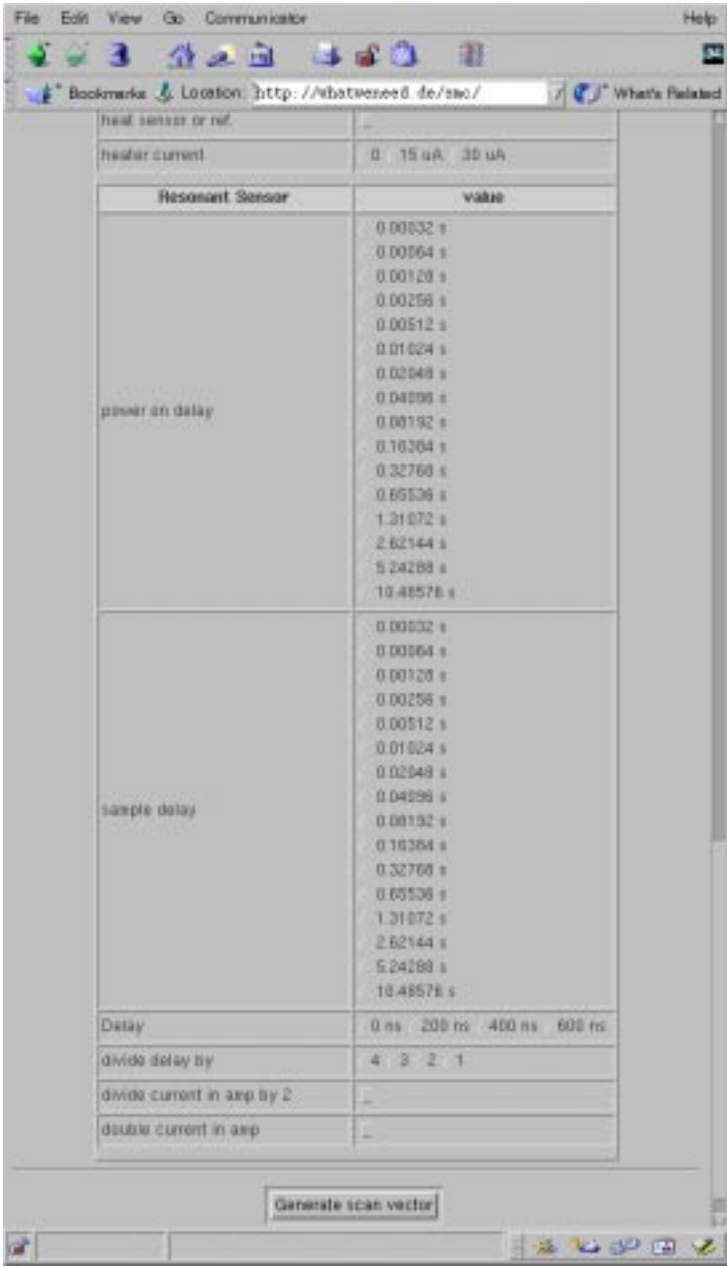 File Edit View Go Communicator Help
Bookmarks Location: http://whatweneed.de/smc/ What's Related
heat sensor or ref.
heater current 0 15 uA 30 uA
Resonant Sensor value
power on delay
0.00032 s
0.00064 s
0.00128 s
0.00256 s
0.00512 s
0.01024 s
0.02048 s
0.04096 s
0.08192 s
0.16384 s
0.32768 s
0.65536 s
1.31072 s
2.62144 s
5.24288 s
10.48576 s
sample delay
0.00032 s
0.00064 s
0.00128 s
0.00256 s
0.00512 s
0.01024 s
0.02048 s
0.04096 s
0.08192 s
0.16384 s
0.32768 s
0.65536 s
1.31072 s
2.62144 s
5.24288 s
10.48576 s
Delay 0 ns 200 ns 400 ns 600 ns
divide delay by 4 3 2 1
divide current in amp by 2
double current in amp
Generate scan vector